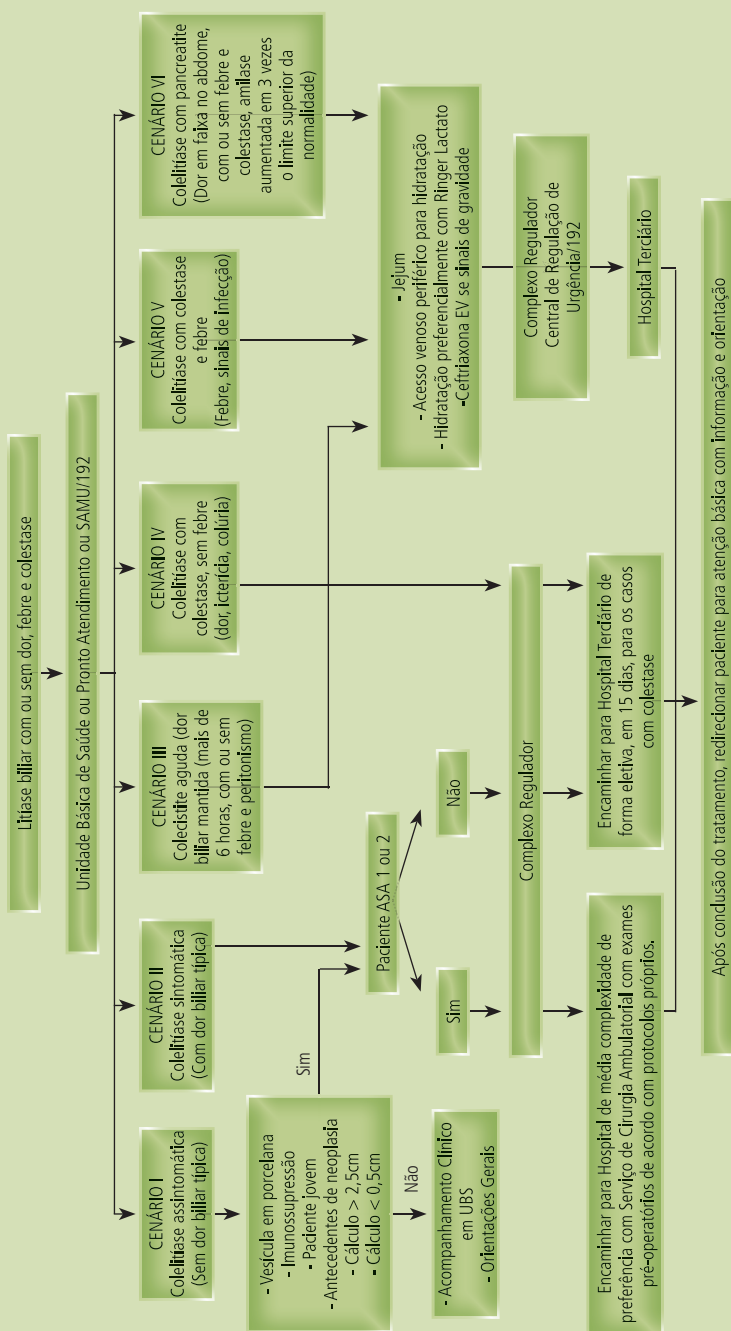 Litíase biliar com ou sem dor, febre e colestase
Unidade Básica de Saúde ou Pronto Atendimento ou SAMU/192
CENÁRIO I
Colelitíase assintomática
(Sem dor biliar típica)
CENÁRIO II
Colelitíase sintomática
(Com dor biliar típica)
CENÁRIO III
Colecistite aguda (dor
biliar mantida (mais de
6 horas, com ou sem
febre e peritonismo)
CENÁRIO IV
Colelitíase com
colestase, sem febre
(dor, icterícia, colúria)
CENÁRIO V
Colelitíase com colestase
e febre
(Febre, sinais de infecção)
CENÁRIO VI
Colelitíase com pancreatite
(Dor em faixa no abdome,
com ou sem febre e
colestase, amilase
aumentada em 3 vezes
o limite superior da
normalidade)
- Vesícula em porcelana
- Imunossupressão
- Paciente jovem
- Antecedentes de neoplasia
- Cálculo > 2,5cm
- Cálculo < 0,5cm
Sim
Não
- Acompanhamento Clínico
em UBS
- Orientações Gerais
Paciente ASA 1 ou 2
Sim
Não
- Jejum
- Acesso venoso periférico para hidratação
- Hidratação preferencialmente com Ringer Lactato
-Ceftriaxona EV se sinais de gravidade
Complexo Regulador
Complexo Regulador
Central de Regulação de
Urgência/192
Encaminhar para Hospital de média complexidade de
preferência com Serviço de Cirurgia Ambulatorial com exames
pré-operatórios de acordo com protocolos próprios.
Encaminhar para Hospital Terciário de
forma eletiva, em 15 dias, para os casos
com colestase
Hospital Terciário
Após conclusão do tratamento, redirecionar paciente para atenção básica com informação e orientação